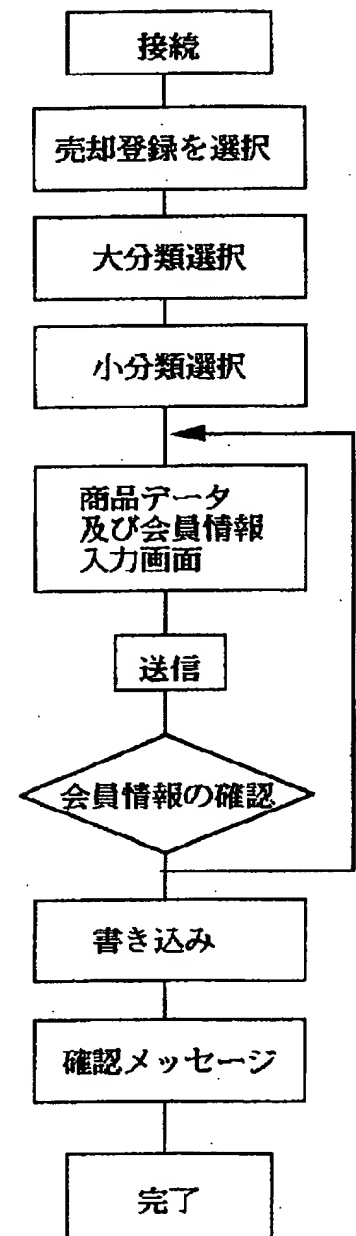 接続
売却登録を選択
大分類選択
小分類選択
商品データ
及び会員情報
入力画面
送信
会員情報の確認
書き込み
確認メッセージ
完了